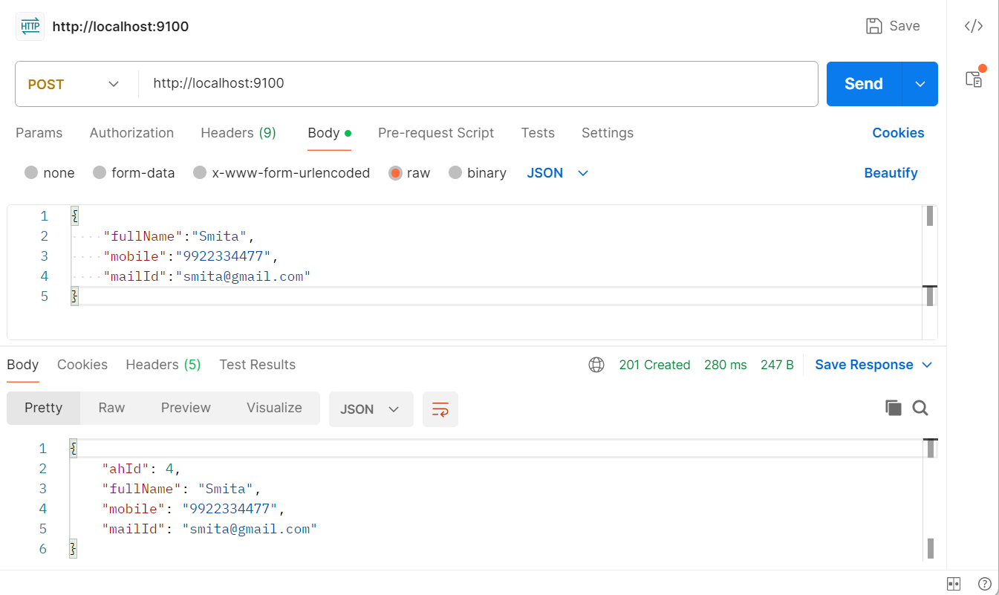 HTTP http://localhost:9100 Save
POST http://localhost:9100 Send
Params Authorization Headers (9) Body Pre-request Script Tests Settings Cookies
none form-data x-www-form-urlencoded raw binary JSON Beautify
1 {
2 "fullName":"Smita",
3 "mobile":"9922334477",
4 "mailId":"smita@gmail.com"
5 }
Body Cookies Headers (5) Test Results 201 Created 280 ms 247 B Save Response
Pretty Raw Preview Visualize JSON
1 {
2 "ahId": 4,
3 "fullName": "Smita",
4 "mobile": "9922334477",
5 "mailId": "smita@gmail.com"
6 }